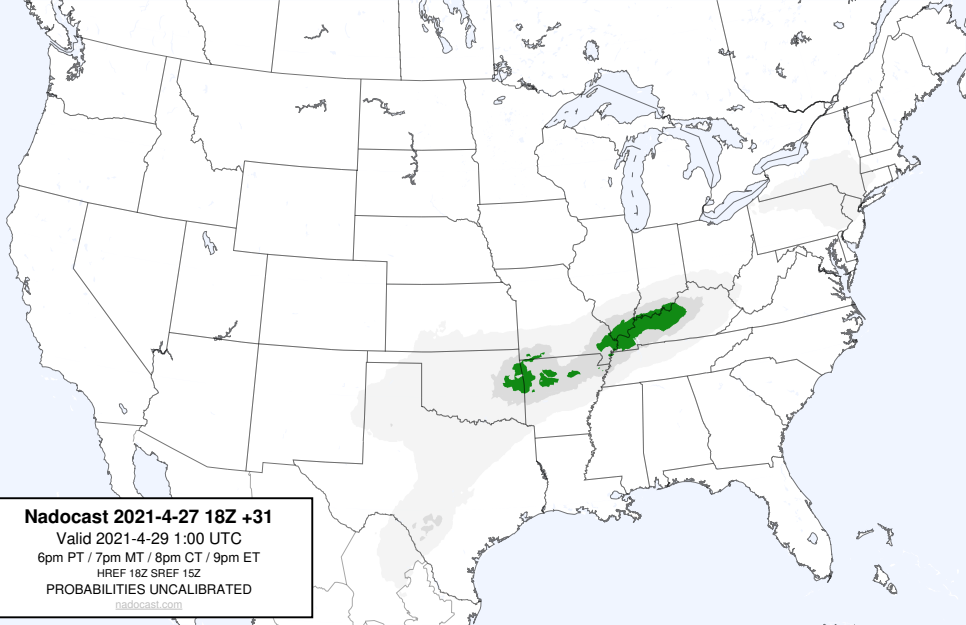 Nadocast 2021-4-27 18Z +31
Valid 2021-4-29 1:00 UTC
6pm PT / 7pm MT / 8pm CT / 9pm ET
HREF 18Z SREF 15Z
PROBABILITIES UNCALIBRATED
nadocast.com